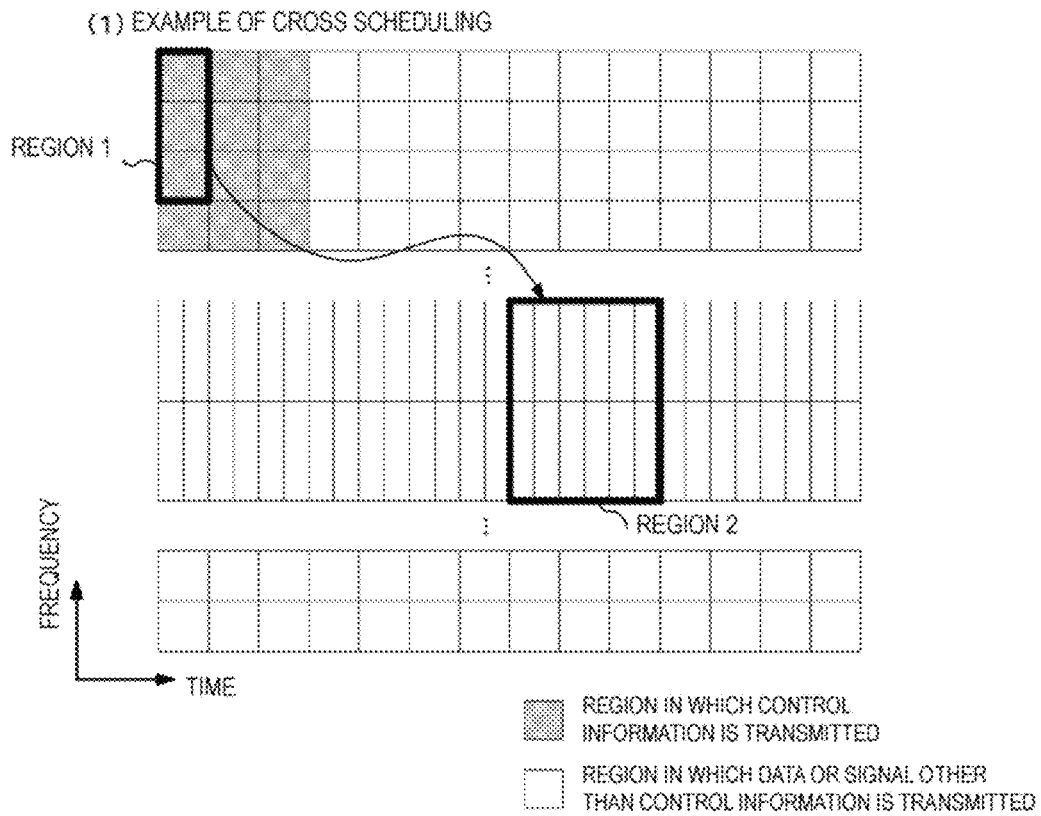 (1) EXAMPLE OF CROSS SCHEDULING
REGION 1
REGION 2
FREQUENCY
TIME
REGION IN WHICH CONTROL
INFORMATION IS TRANSMITTED
REGION IN WHICH DATA OR SIGNAL OTHER
THAN CONTROL INFORMATION IS TRANSMITTED